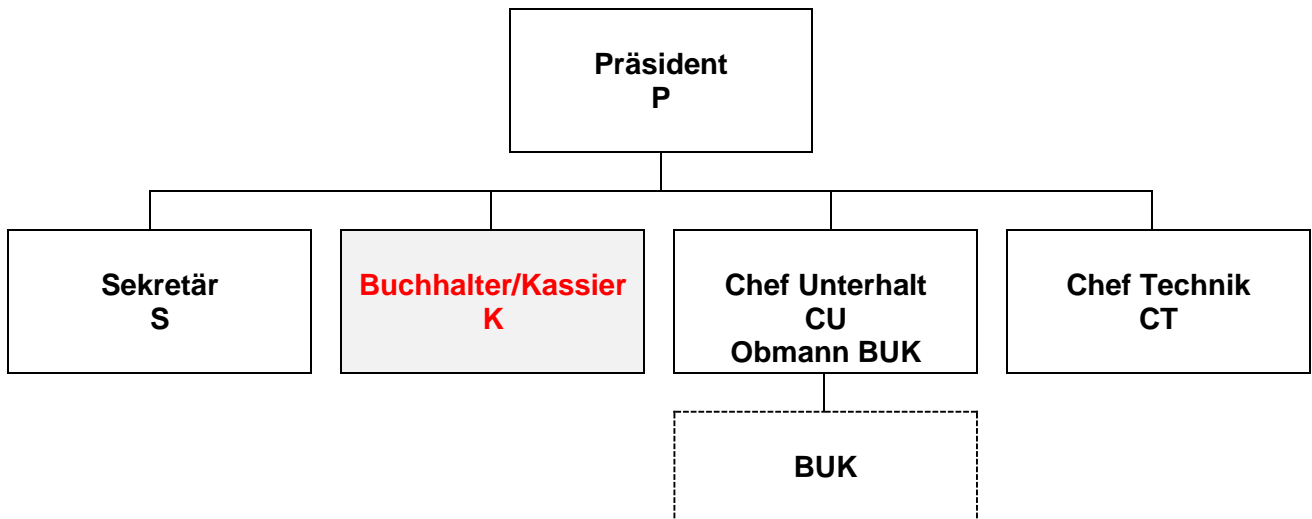 Präsident
P
Sekretär
S
Buchhalter/Kassier
K
Chef Unterhalt
CU
Obmann BUK
Chef Technik
CT
BUK